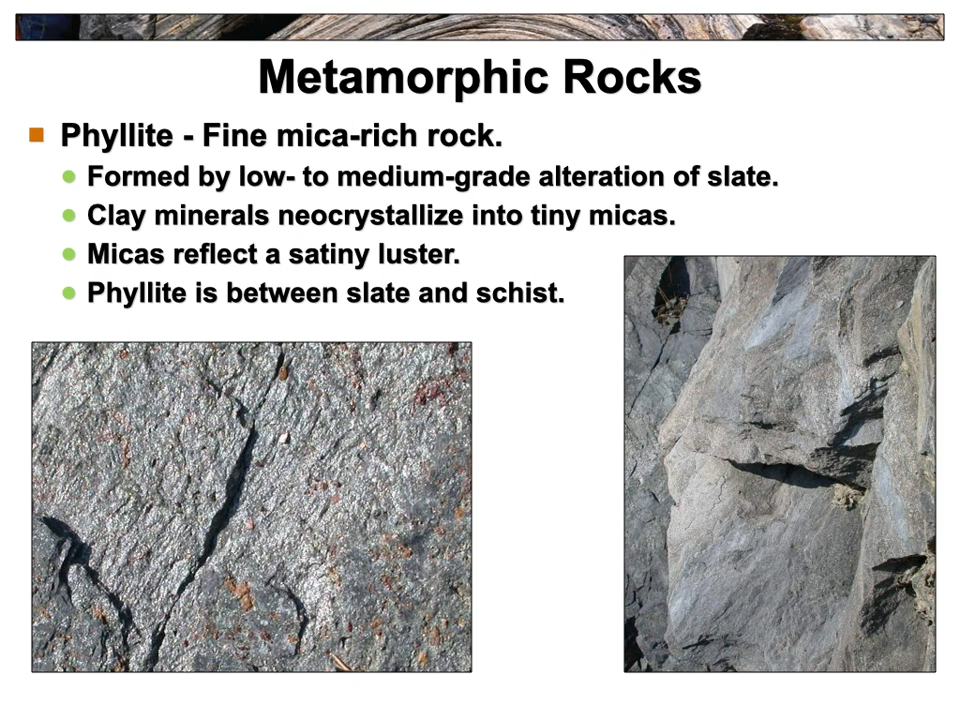 Metamorphic Rocks
Phyllite - Fine mica-rich rock.
Formed by low- to medium-grade alteration of slate.
Clay minerals neocrystallize into tiny micas.
Micas reflect a satiny luster.
Phyllite is between slate and schist.